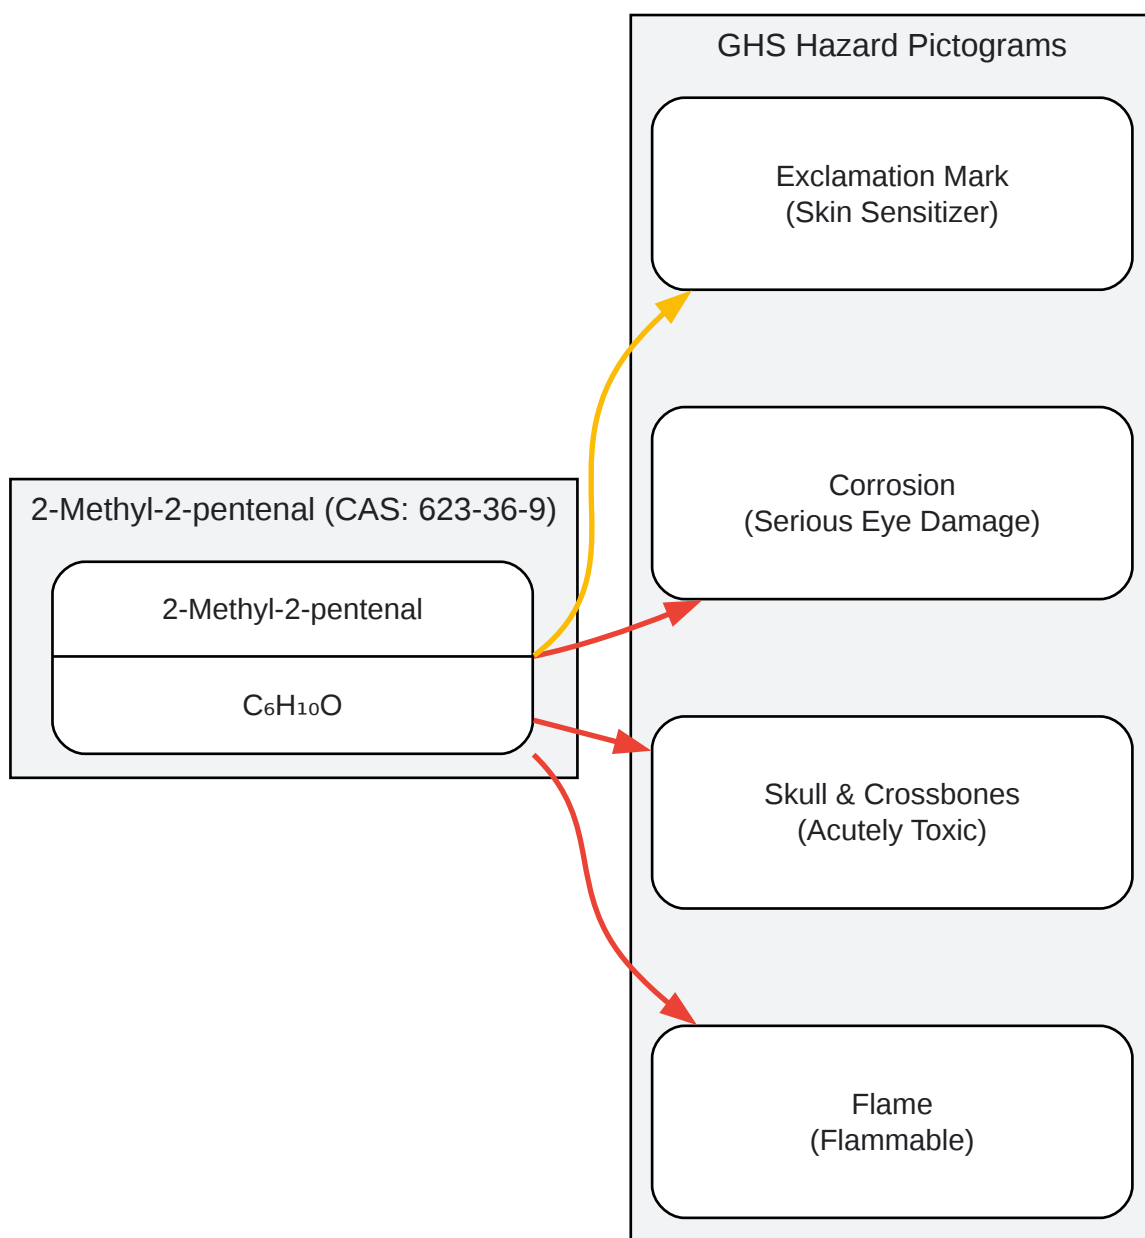 GHS Hazard Pictograms
Exclamation Mark
(Skin Sensitizer)
Corrosion
(Serious Eye Damage)
2-Methyl-2-pentenal (CAS: 623-36-9)
2-Methyl-2-pentenal
C₆H₁₀O
Skull & Crossbones
(Acutely Toxic)
Flame
(Flammable)